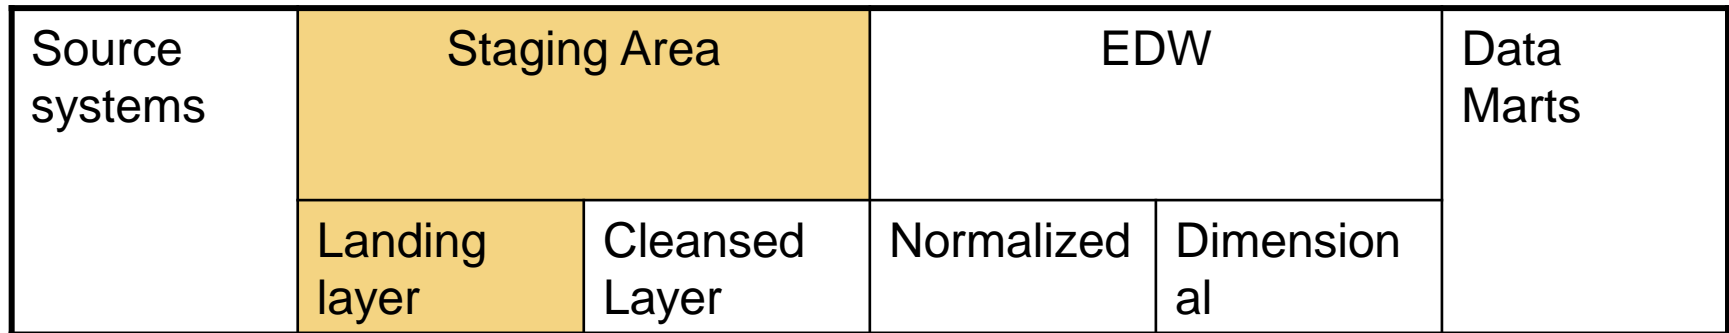 Source
systems
Staging Area
EDW
Data
Marts
Landing
layer
Cleansed
Layer
Normalized
Dimension
al